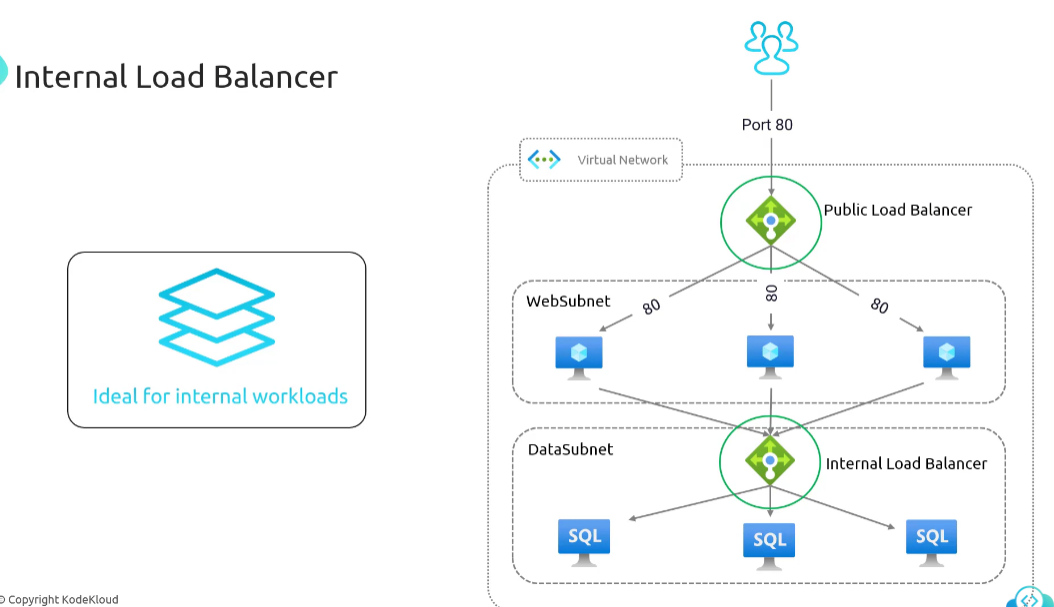 Internal Load Balancer
Ideal for internal workloads
Port 80
Virtual Network
Public Load Balancer
WebSubnet
80
80
80
DataSubnet
Internal Load Balancer
SQL
SQL
SQL
© Copyright KodeKloud